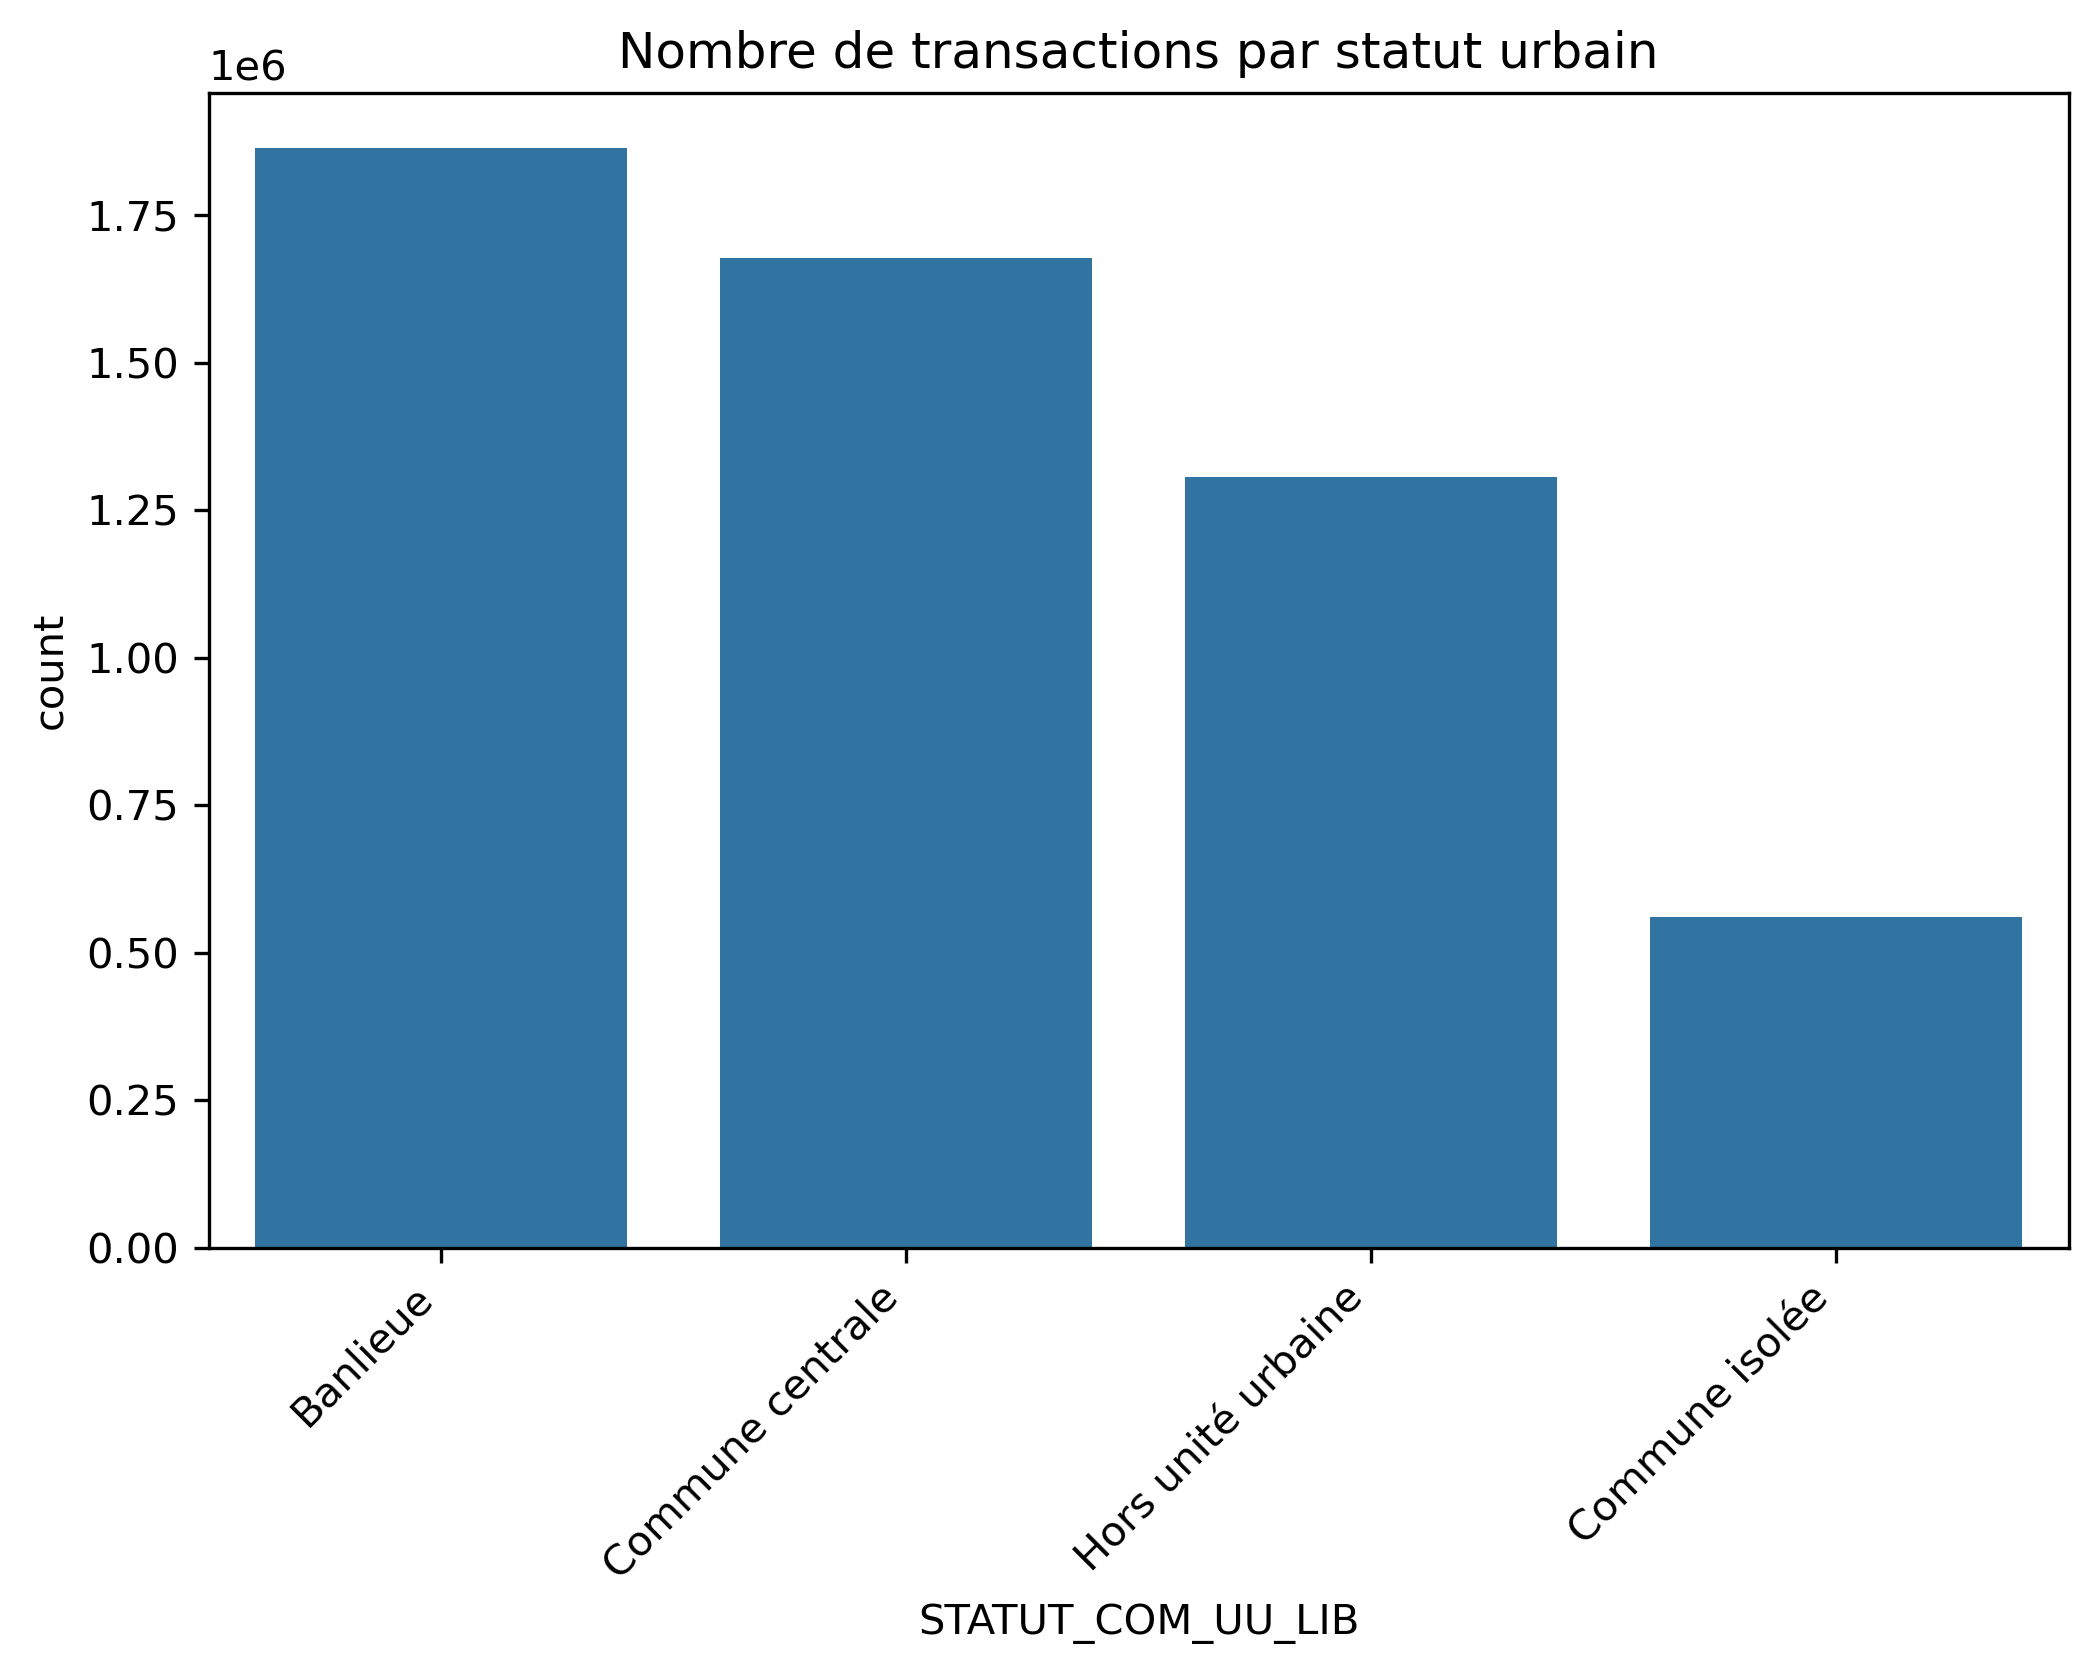 Nombre de transactions par statut urbain
1e6
1.75
1.50
1.25
1.00
0.75
0.50
0.25
0.00
count
Banlieue
Commune centrale
Hors unité urbaine
Commune isolée
STATUT_COM_UU_LIB